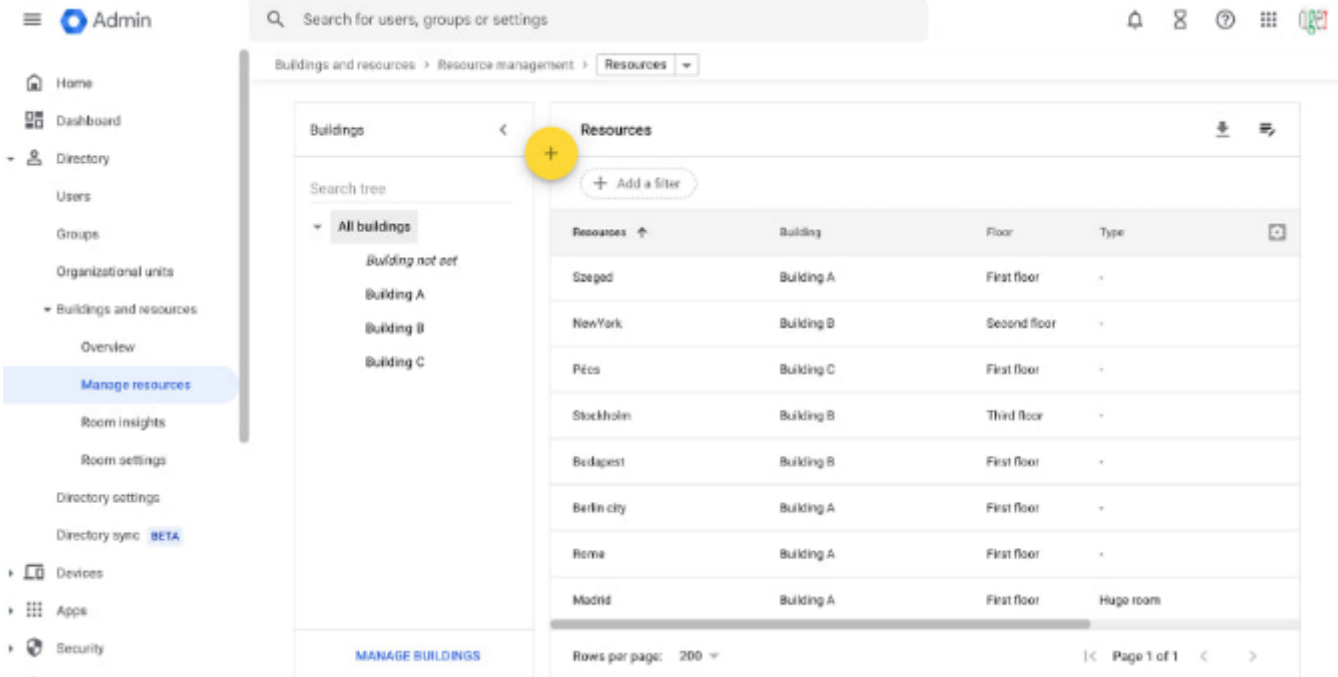 Admin
Search for users, groups or settings
Buildings and resources > Resource management > Resources
Home
Dashboard
Directory
Users
Groups
Organizational units
Buildings and resources
Overview
Manage resources
Room insights
Room settings
Directory settings
Directory sync BETA
Devices
Apps
Security
Buildings
Search tree
All buildings
Building not set
Building A
Building B
Building C
MANAGE BUILDINGS
Resources
+ Add a filter
Resources Building Floor Type
Szeged Building A First floor -
NewYork Building B Second floor -
Pécs Building C First floor -
Stockholm Building B Third floor -
Budapest Building B First floor -
Berlin city Building A First floor -
Rome Building A First floor -
Madrid Building A First floor Huge room
Rows per page: 200
Page 1 of 1